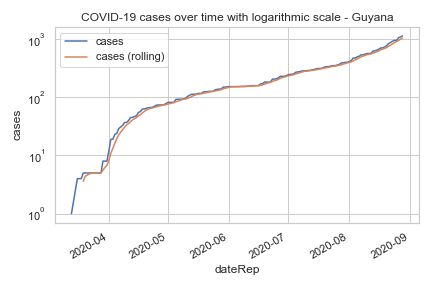 COVID-19 cases over time with logarithmic scale - Guyana
cases
cases (rolling)
10³
10²
10¹
10⁰
cases
2020-04
2020-05
2020-06
2020-07
2020-08
2020-09
dateRep